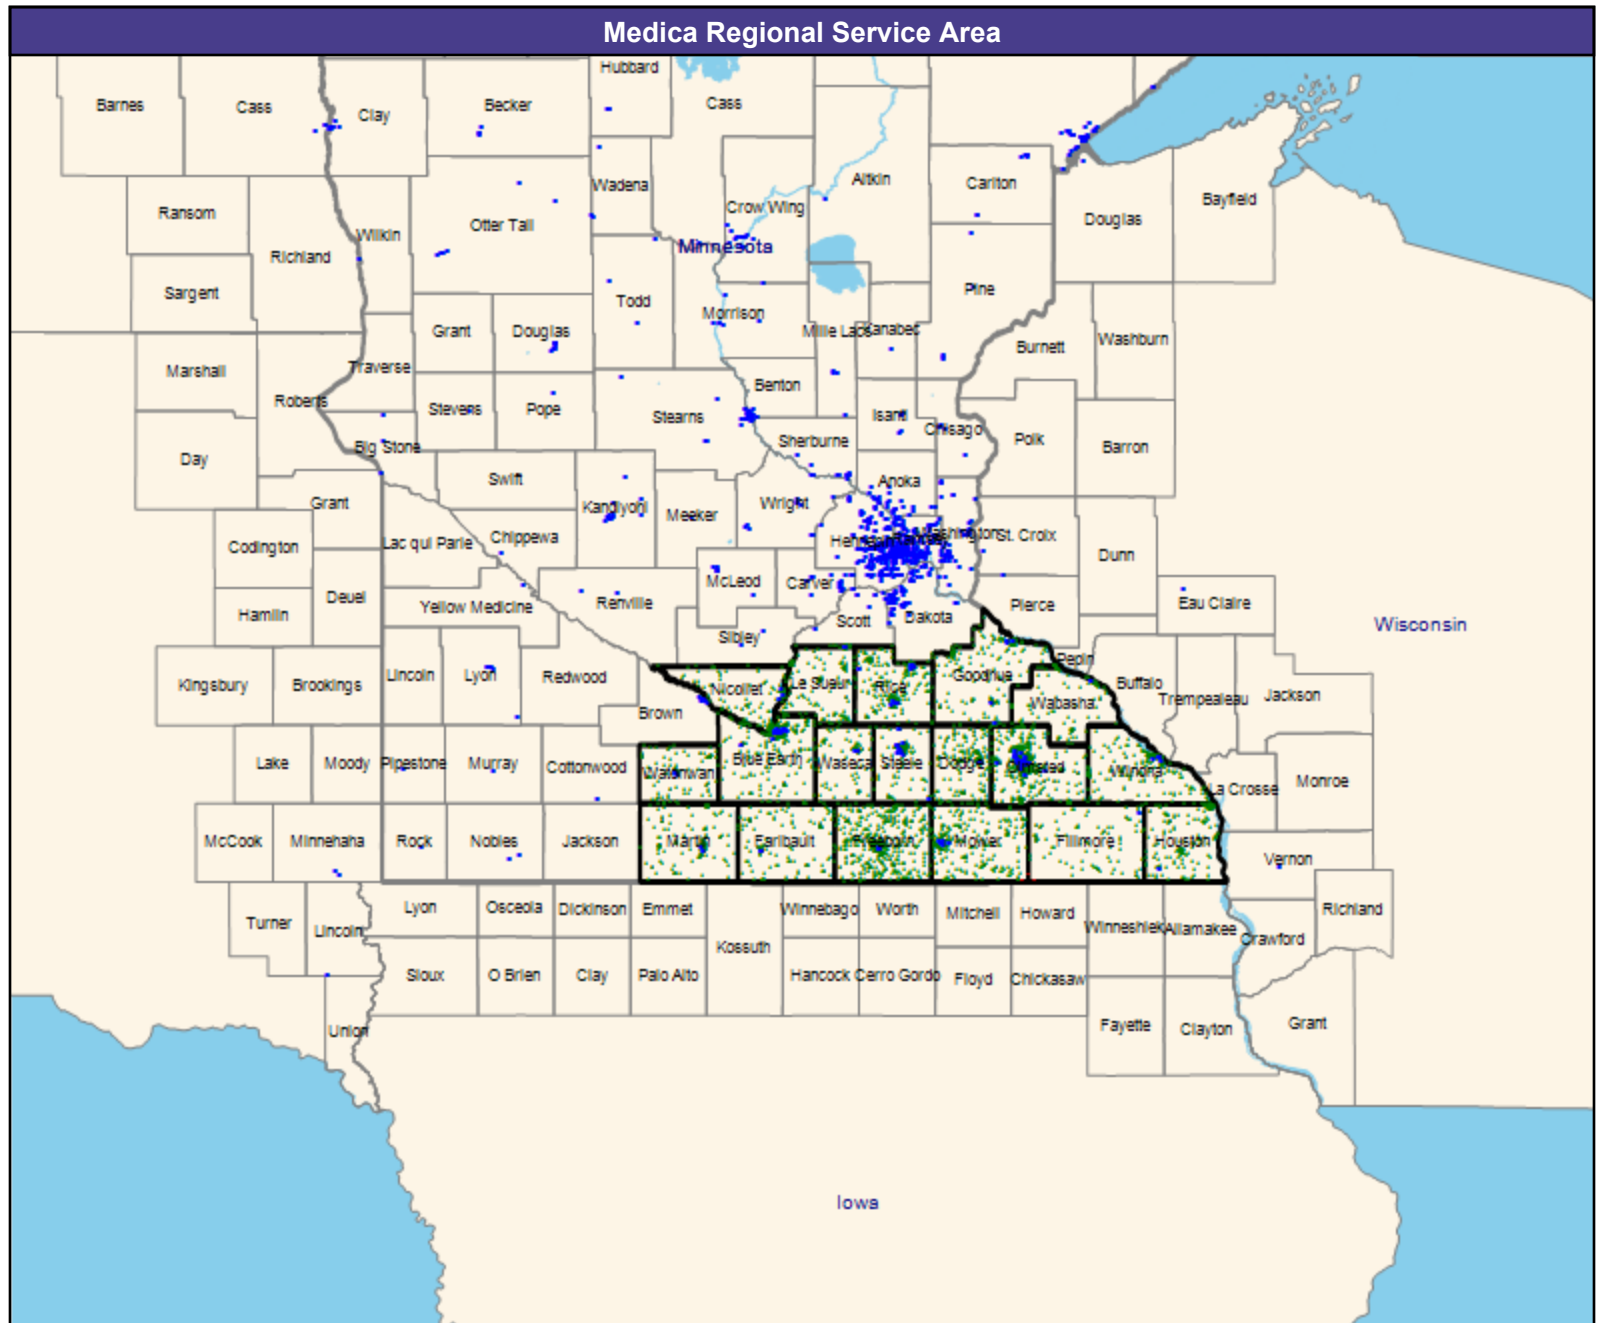 Medica Regional Service Area
Hubbard
Barnes
Cass
Clay
Becker
Cass
Wadena
Aitkin
Carlton
Ransom
Crow Wing
Bayfield
Otter Tail
Douglas
Wilkin
Minnesota
Richland
Sargent
Todd
Pine
Morrison
Grant
Douglas
Mille Lacs
Kanabec
Burnett
Washburn
Marshall
Traverse
Benton
Roberts
Stevens
Pope
Stearns
Isanti
Chisago
Polk
Barron
Big Stone
Sherburne
Day
Swift
Anoka
Grant
Kandiyohi
Meeker
Wright
Codington
Lac qui Parle
Chippewa
Hennepin
Ramsey
Washington
St. Croix
Dunn
McLeod
Carver
Deuel
Yellow Medicine
Renville
Pierce
Eau Claire
Hamlin
Scott
Dakota
Wisconsin
Sibley
Pepin
Kingsbury
Brookings
Lincoln
Lyon
Redwood
Nicollet
Le Sueur
Rice
Goodhue
Buffalo
Trempealeau
Jackson
Brown
Wabasha
Lake
Moody
Pipestone
Murray
Cottonwood
Watonwan
Blue Earth
Waseca
Steele
Dodge
Olmsted
Winona
La Crosse
Monroe
McCook
Minnehaha
Rock
Nobles
Jackson
Martin
Faribault
Freeborn
Mower
Fillmore
Houston
Vernon
Turner
Lincoln
Lyon
Osceola
Dickinson
Emmet
Kossuth
Winnebago
Worth
Mitchell
Howard
Winneshiek
Allamakee
Crawford
Richland
Sioux
O Brien
Clay
Palo Alto
Hancock
Cerro Gordo
Floyd
Chickasaw
Union
Fayette
Clayton
Grant
Iowa